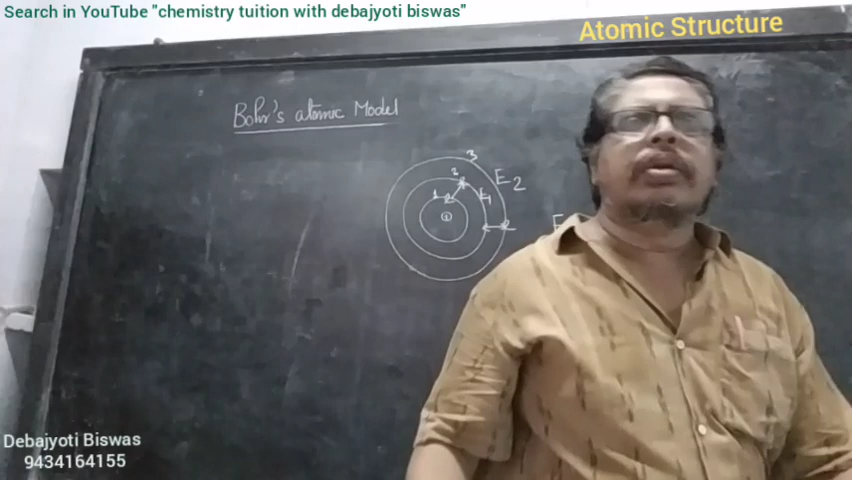 Search in YouTube "chemistry tuition with debajyoti biswas"
Atomic Structure
Bohr's atomic Model
3
2
E2
1
E1
E
Debajyoti Biswas
9434164155